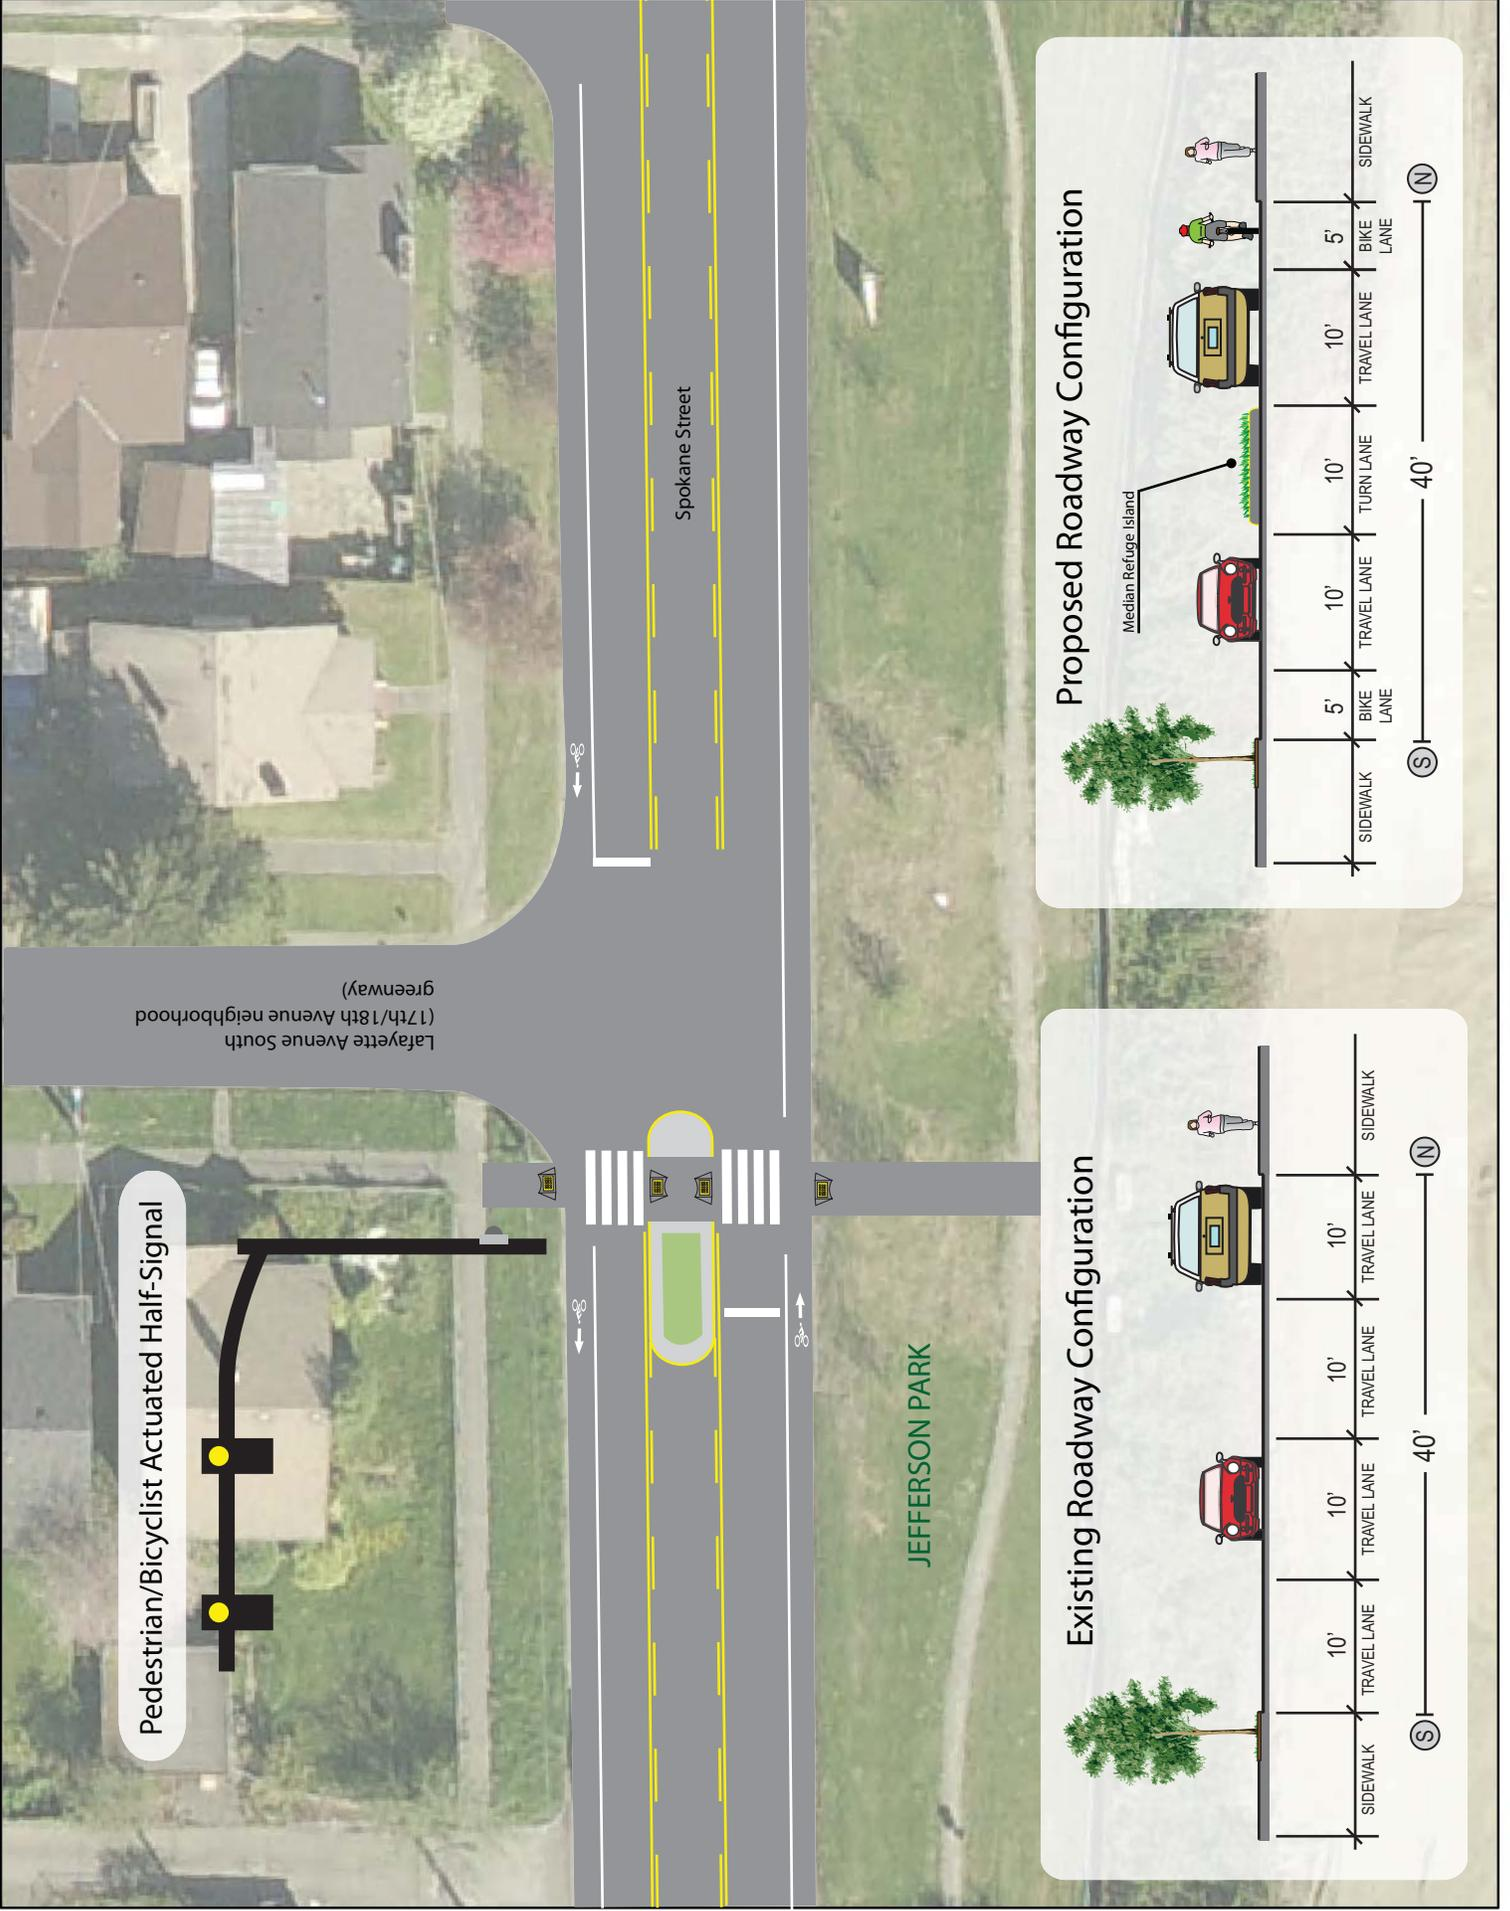 Pedestrian/Bicyclist Actuated Half-Signal
Lafayette Avenue South
(17th/18th Avenue neighborhood
greenway)
Spokane Street
JEFFERSON PARK
Existing Roadway Configuration
10’ 10’ 10’ 10’
SIDEWALK TRAVEL LANE TRAVEL LANE TRAVEL LANE TRAVEL LANE SIDEWALK
S 40’ N
Proposed Roadway Configuration
Median Refuge Island
5’ 10’ 10’ 10’ 5’
SIDEWALK BIKE TRAVEL LANE TURN LANE TRAVEL LANE BIKE SIDEWALK
LANE LANE
S 40’ N